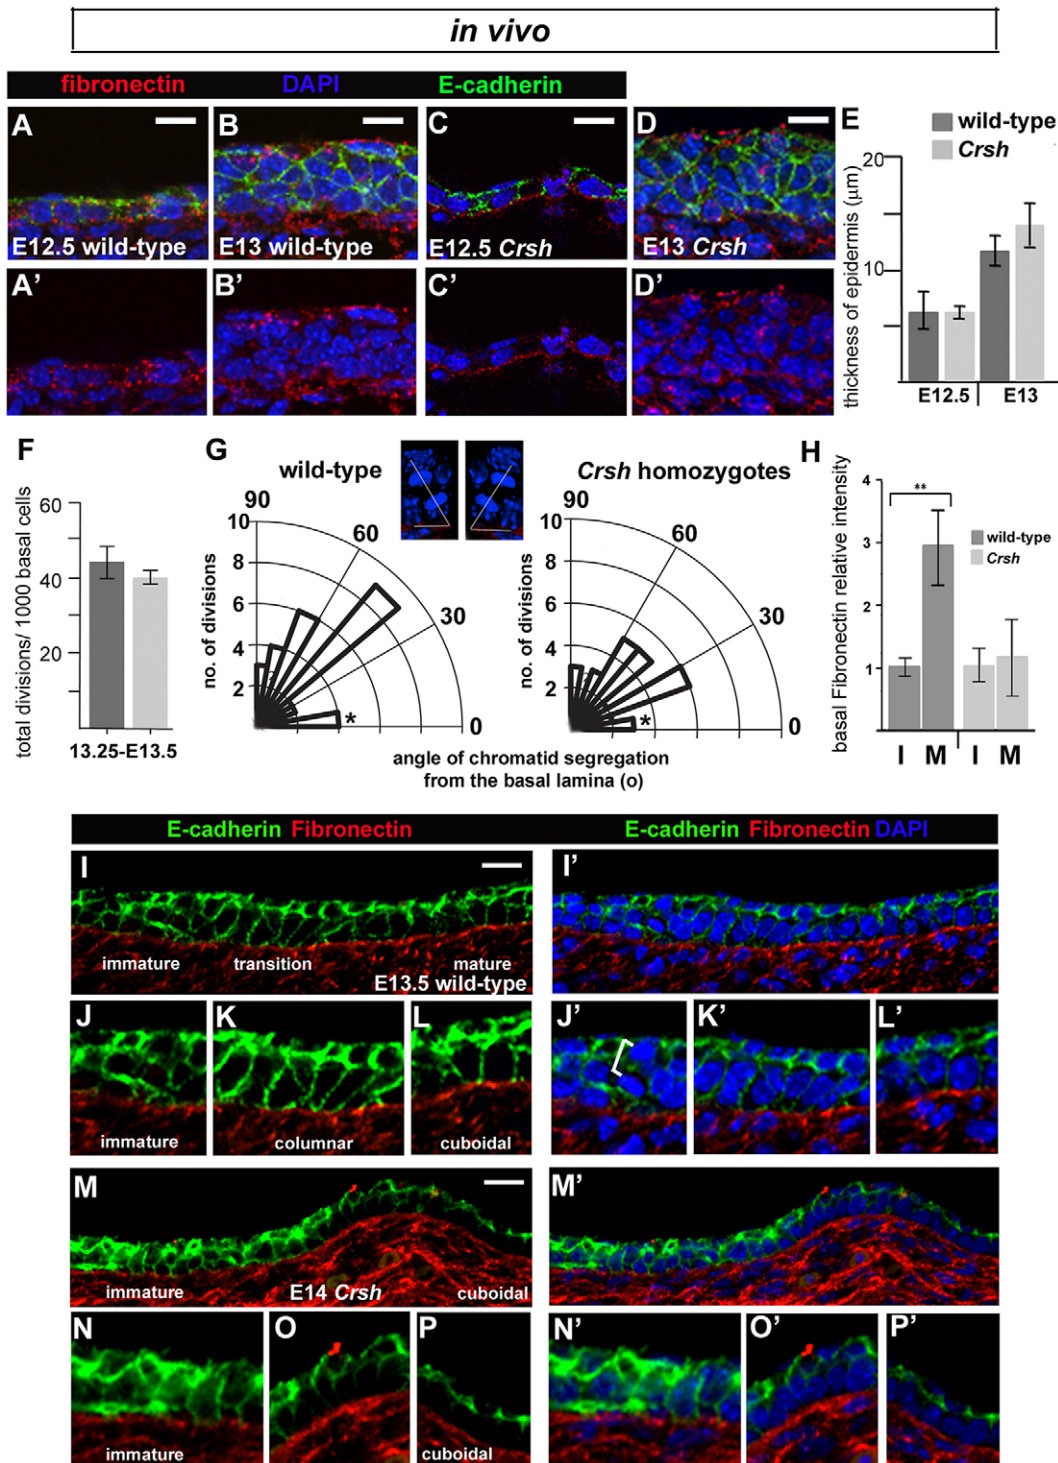 in vivo
fibronectin DAPI E-cadherin
A B C D
E12.5 wild-type E13 wild-type E12.5 Crsh E13 Crsh
A' B' C' D'
E
wild-type
Crsh
thickness of epidermis (µm)
20
10
E12.5 E13
F
total divisions/ 1000 basal cells
60
40
20
13.25-E13.5
G
wild-type
90
60
30
0
10
8
6
4
2
no. of divisions
*
Crsh homozygotes
90
60
30
0
10
8
6
4
2
no. of divisions
*
angle of chromatid segregation
from the basal lamina (o)
H
basal Fibronectin relative intensity
4
3
2
1
0
**
wild-type
Crsh
I M I M
E-cadherin Fibronectin E-cadherin Fibronectin DAPI
I I'
immature transition mature
E13.5 wild-type
J K L J' K' L'
immature columnar cuboidal
M M'
immature E14 Crsh cuboidal
N O P N' O' P'
immature cuboidal